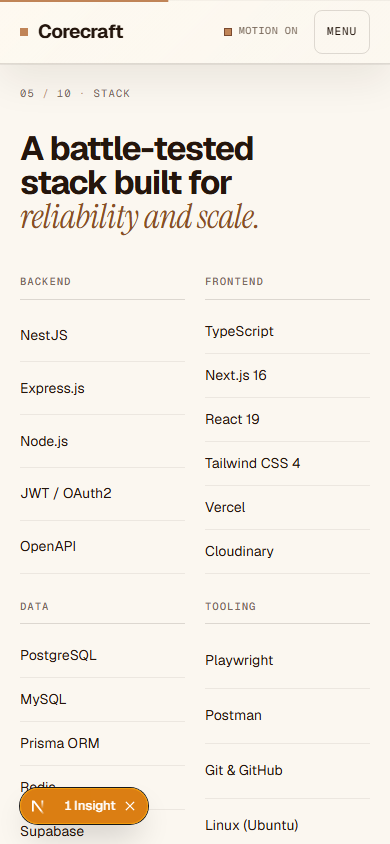 Corecraft
MOTION ON
MENU
05 / 10 · STACK
A battle-tested
stack built for
reliability and scale.
BACKEND
NestJS
Express.js
Node.js
JWT / OAuth2
OpenAPI
FRONTEND
TypeScript
Next.js 16
React 19
Tailwind CSS 4
Vercel
Cloudinary
DATA
PostgreSQL
MySQL
Prisma ORM
Redis
Supabase
TOOLING
Playwright
Postman
Git & GitHub
Linux (Ubuntu)
N 1 Insight ×